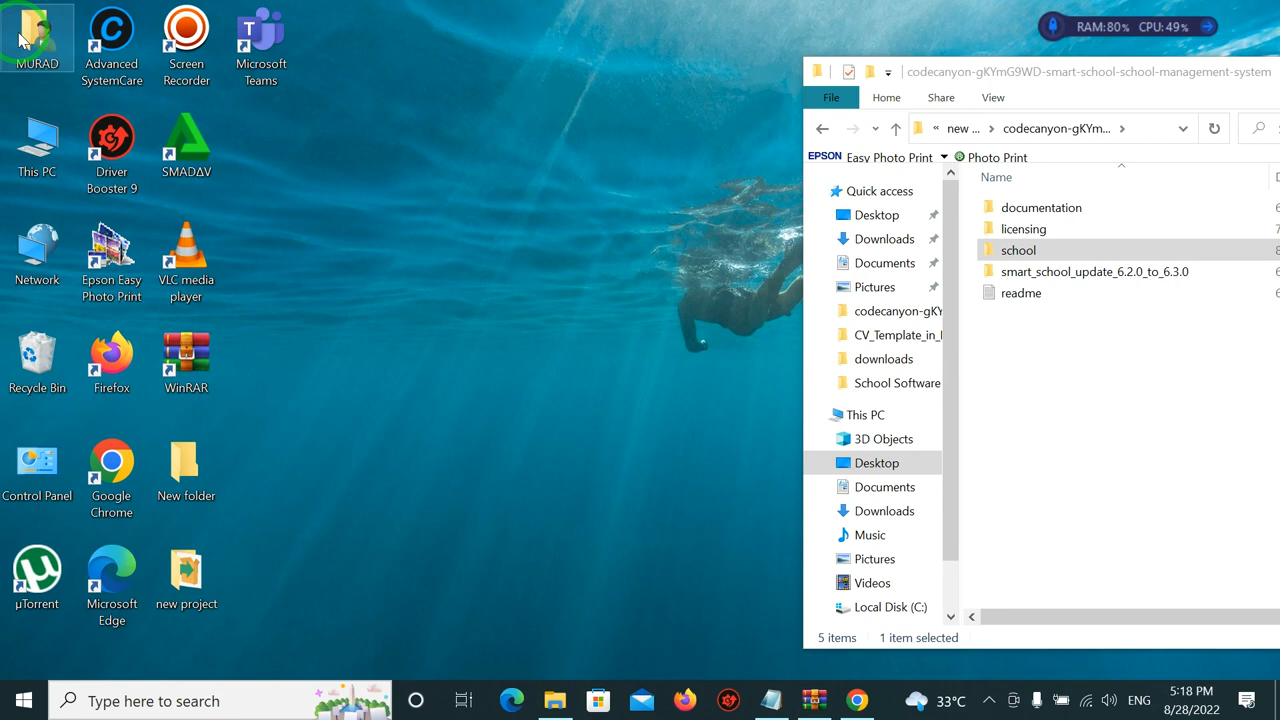 MURAD
Advanced SystemCare
Screen Recorder
Microsoft Teams
This PC
Driver Booster 9
SMADΔV
Network
Epson Easy Photo Print
VLC media player
Recycle Bin
Firefox
WinRAR
Control Panel
Google Chrome
New folder
µTorrent
Microsoft Edge
new project
RAM:80% CPU:49%
codecanyon-gKYmG9WD-smart-school-school-management-system
File Home Share View
« new ... codecanyon-gKYm...
EPSON Easy Photo Print Photo Print
Name
Quick access
Desktop
Downloads
Documents
Pictures
codecanyon-gKY
CV_Template_in_
downloads
School Software
This PC
3D Objects
Desktop
Documents
Downloads
Music
Pictures
Videos
Local Disk (C:)
documentation
licensing
school
smart_school_update_6.2.0_to_6.3.0
readme
5 items 1 item selected
Type here to search
33°C
ENG
5:18 PM
8/28/2022